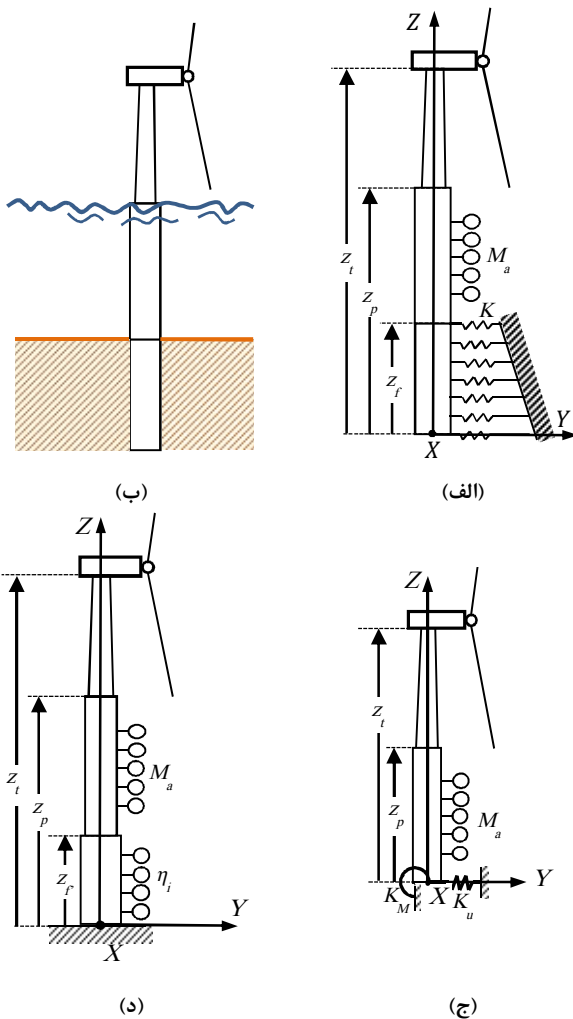 Z
z_t
z_p
z_f
M_a
K
Y
X
(ب)
(الف)
Z
z_t
z_p
z_f'
M_a
η_i
Y
X
(د)
Z
z_t
z_p
M_a
K_M
X
K_u
Y
(ج)